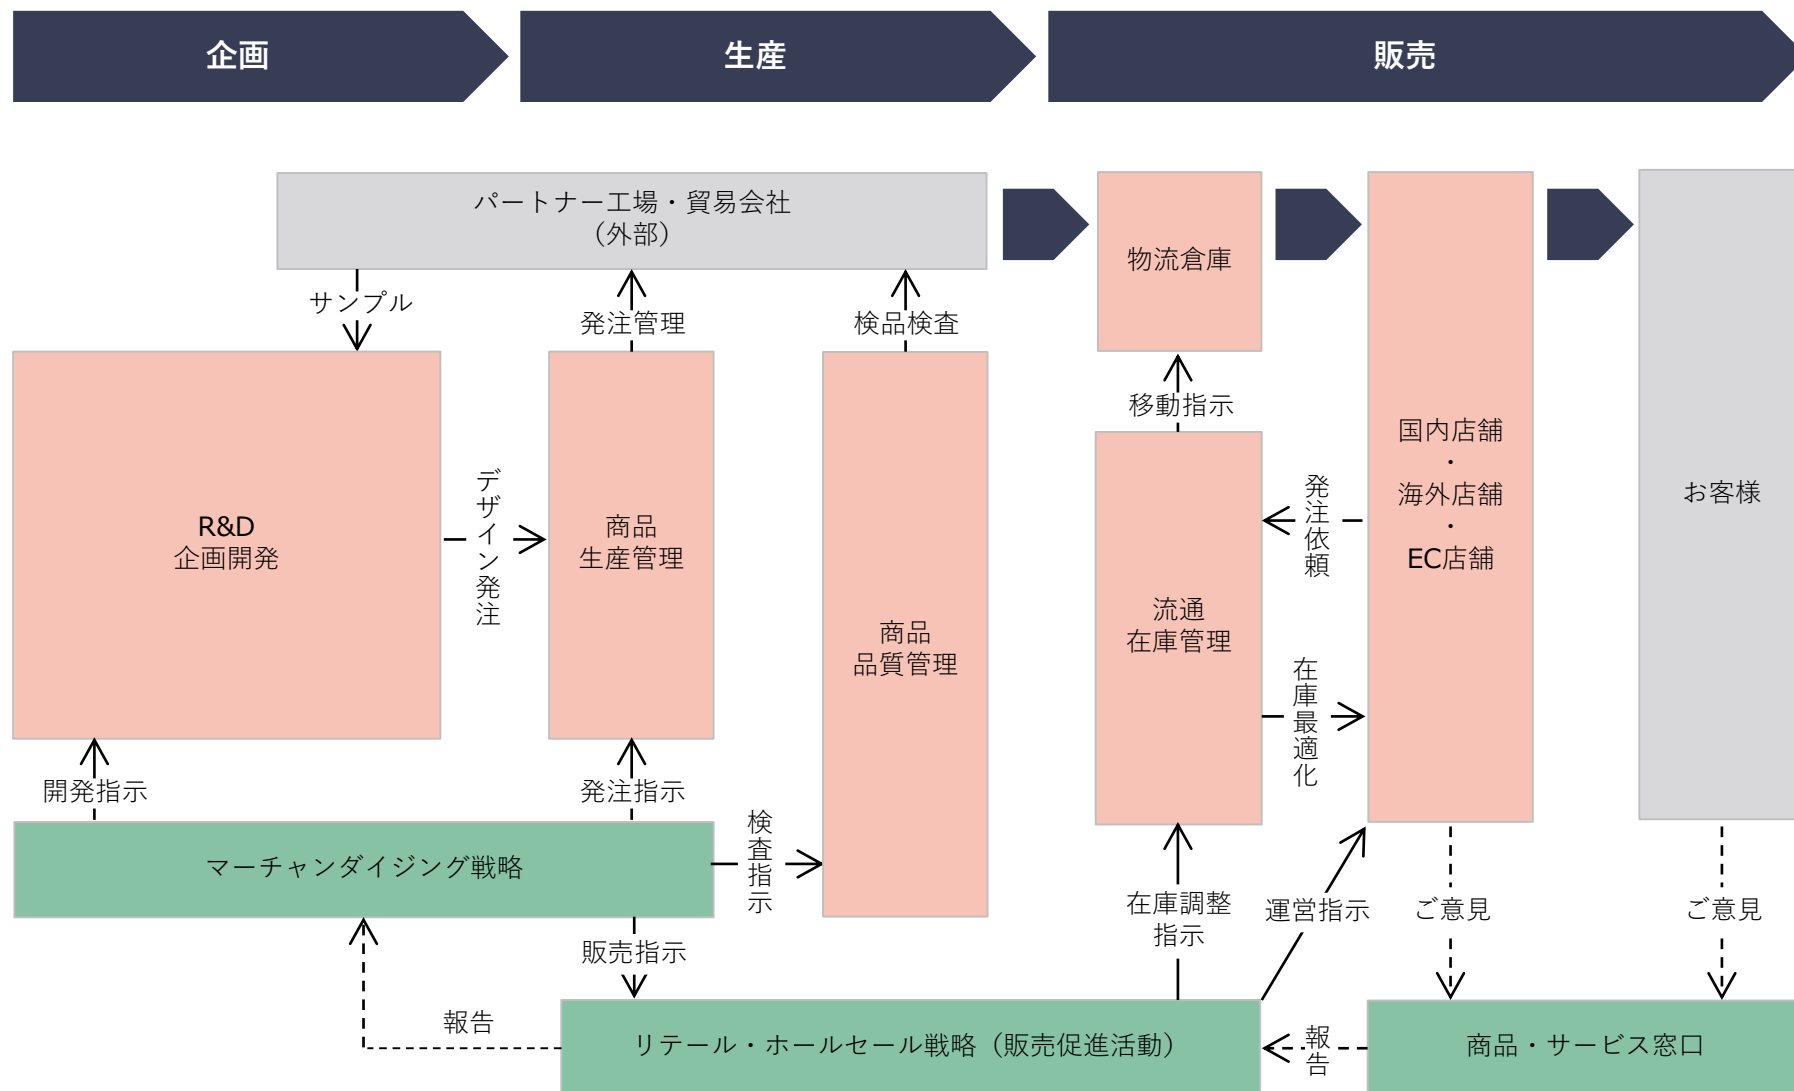 企画
生産
販売
パートナー工場・貿易会社
（外部）
サンプル
発注管理
検品検査
物流倉庫
移動指示
R&D
企画開発
デザイン発注
商品
生産管理
商品
品質管理
流通
在庫管理
発注依頼
在庫最適化
国内店舗
・
海外店舗
・
EC店舗
お客様
開発指示
発注指示
検査指示
マーチャンダイジング戦略
販売指示
在庫調整
指示
運営指示
ご意見
ご意見
報告
リテール・ホールセール戦略（販売促進活動）
報告
商品・サービス窓口